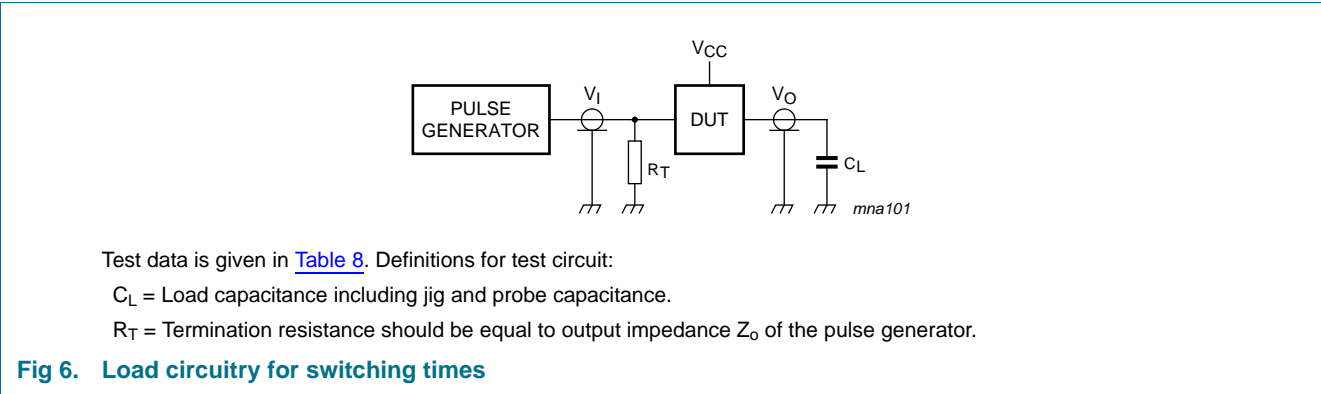 VCC
PULSE
GENERATOR
VI
DUT
VO
RT
CL
mna101
Test data is given in Table 8. Definitions for test circuit:
CL = Load capacitance including jig and probe capacitance.
RT = Termination resistance should be equal to output impedance Zo of the pulse generator.
Fig 6. Load circuitry for switching times